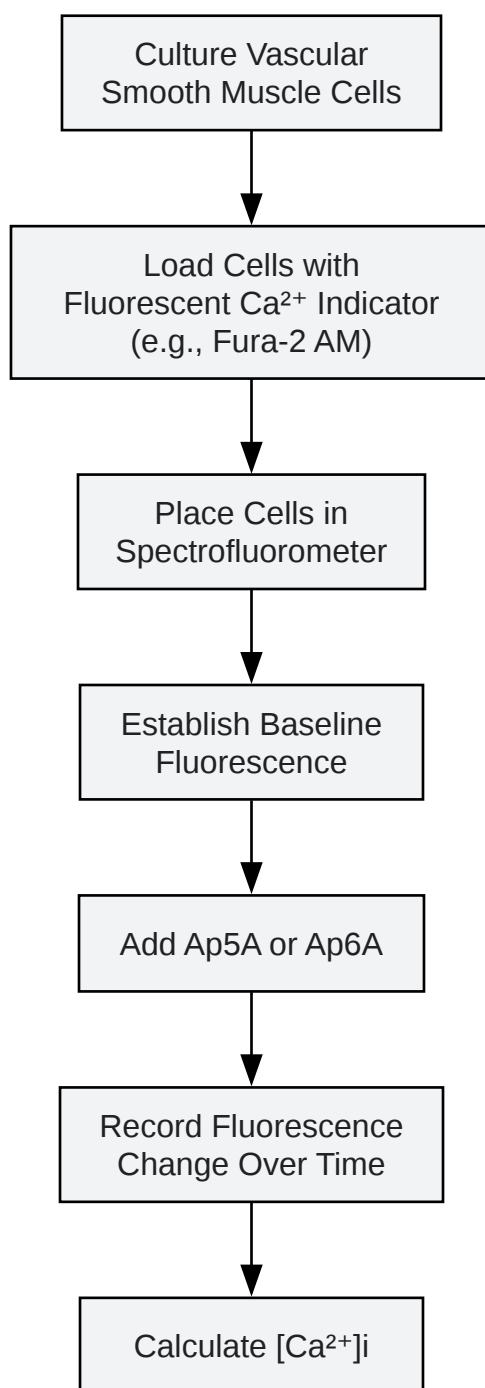 Culture Vascular
Smooth Muscle Cells
Load Cells with
Fluorescent Ca²⁺ Indicator
(e.g., Fura-2 AM)
Place Cells in
Spectrofluorometer
Establish Baseline
Fluorescence
Add Ap5A or Ap6A
Record Fluorescence
Change Over Time
Calculate [Ca²⁺]i